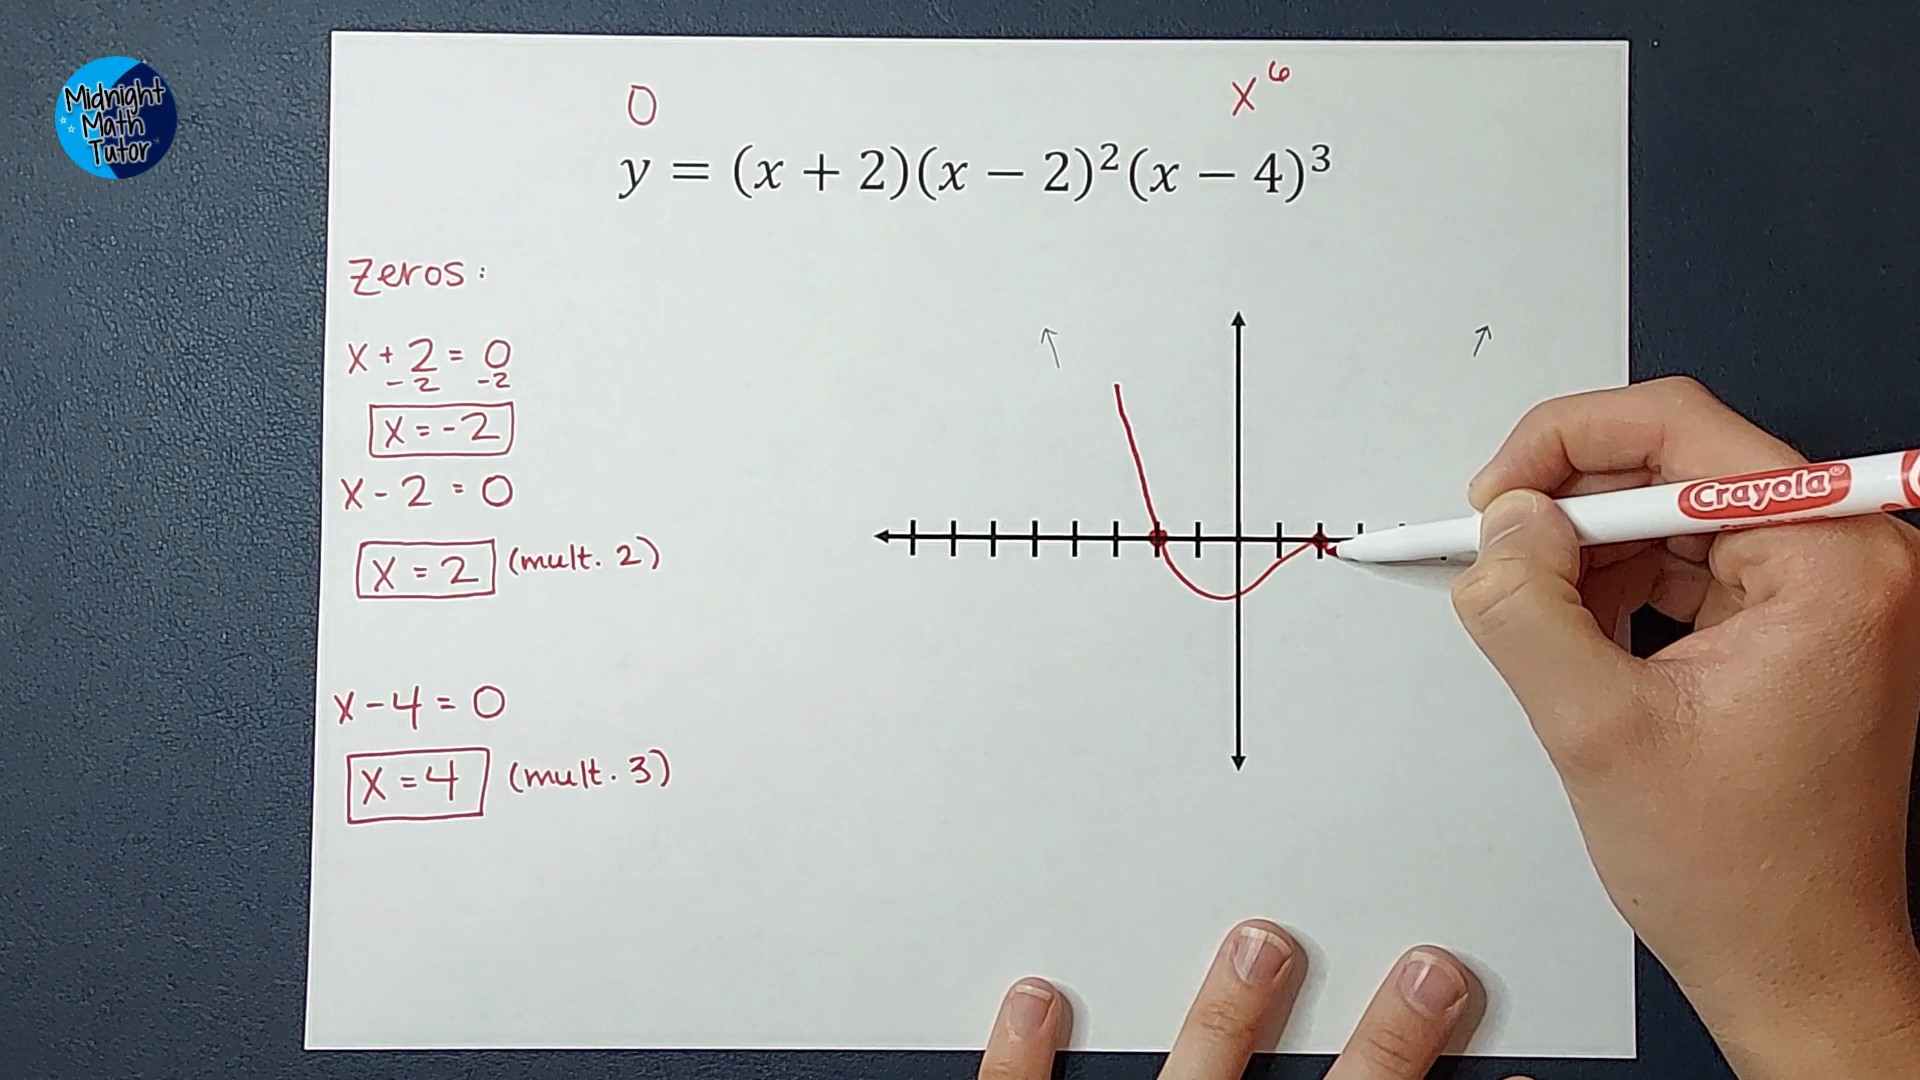 Midnight
Math
Tutor
0
x⁶
y = (x + 2)(x − 2)²(x − 4)³
Zeros:
x + 2 = 0
-2 -2
x = -2
x - 2 = 0
x = 2 (mult. 2)
x - 4 = 0
x = 4 (mult. 3)
Crayola®